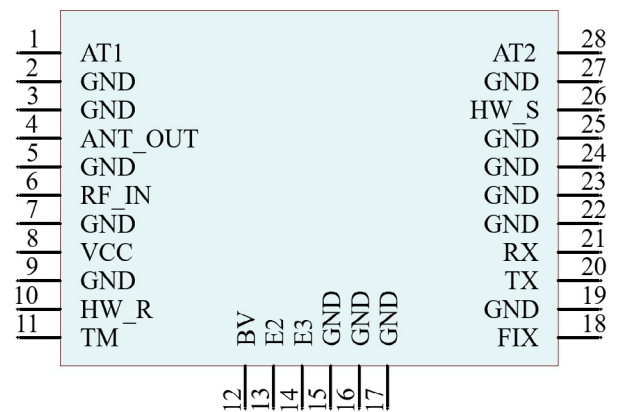 1 AT1 AT2 28
2 GND GND 27
3 GND HW_S 26
4 ANT_OUT GND 25
5 GND GND 24
6 RF_IN GND 23
7 GND GND 22
8 VCC RX 21
9 GND TX 20
10 HW_R GND 19
11 TM FIX 18
BV E2 E3 GND GND GND
12 13 14 15 16 17